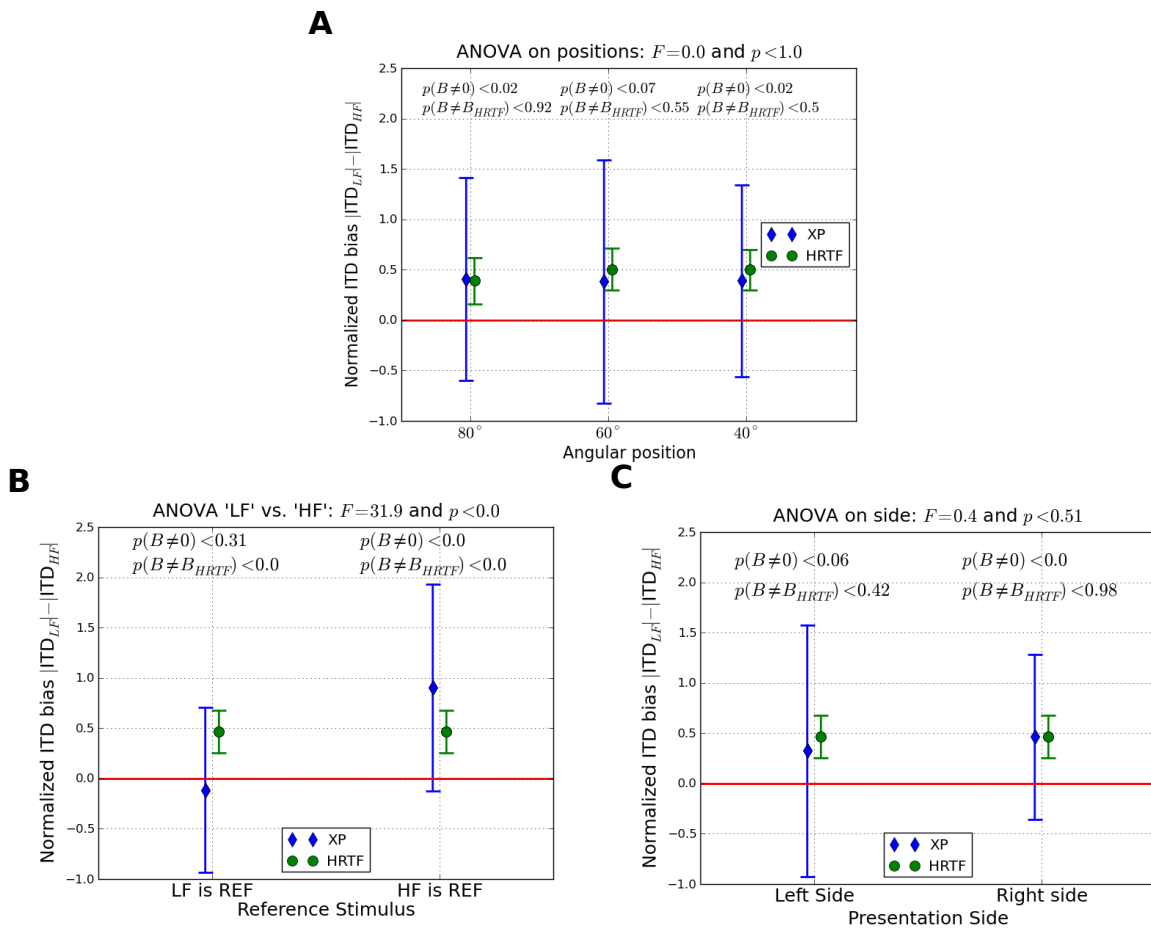 A
ANOVA on positions: F=0.0 and p<1.0
Normalized ITD bias |ITD_LF|−|ITD_HF|
2.5
2.0
1.5
1.0
0.5
0.0
−0.5
−1.0
p(B≠0)<0.02 p(B≠0)<0.07 p(B≠0)<0.02
p(B≠B_HRTF)<0.92 p(B≠B_HRTF)<0.55 p(B≠B_HRTF)<0.5
XP
HRTF
80° 60° 40°
Angular position
B
ANOVA 'LF' vs. 'HF': F=31.9 and p<0.0
Normalized ITD bias |ITD_LF|−|ITD_HF|
2.5
2.0
1.5
1.0
0.5
0.0
−0.5
−1.0
p(B≠0)<0.31 p(B≠0)<0.0
p(B≠B_HRTF)<0.0 p(B≠B_HRTF)<0.0
XP
HRTF
LF is REF HF is REF
Reference Stimulus
C
ANOVA on side: F=0.4 and p<0.51
Normalized ITD bias |ITD_LF|−|ITD_HF|
2.5
2.0
1.5
1.0
0.5
0.0
−0.5
−1.0
p(B≠0)<0.06 p(B≠0)<0.0
p(B≠B_HRTF)<0.42 p(B≠B_HRTF)<0.98
XP
HRTF
Left Side Right side
Presentation Side